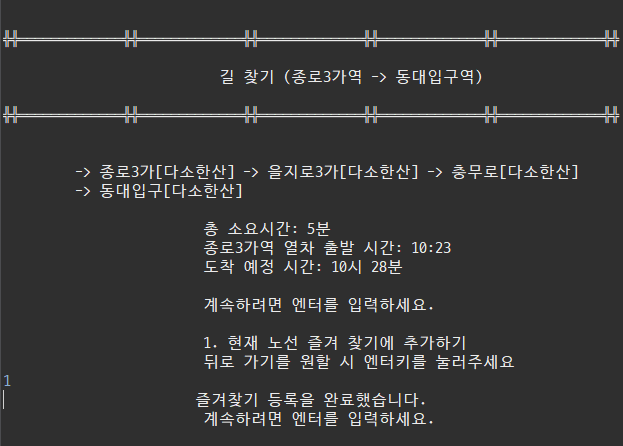 길 찾기 (종로3가역 -> 동대입구역)
-> 종로3가[다소한산] -> 을지로3가[다소한산] -> 충무로[다소한산]
-> 동대입구[다소한산]
총 소요시간: 5분
종로3가역 열차 출발 시간: 10:23
도착 예정 시간: 10시 28분
계속하려면 엔터를 입력하세요.
1. 현재 노선 즐겨 찾기에 추가하기
뒤로 가기를 원할 시 엔터키를 눌러주세요
1
즐겨찾기 등록을 완료했습니다.
계속하려면 엔터를 입력하세요.